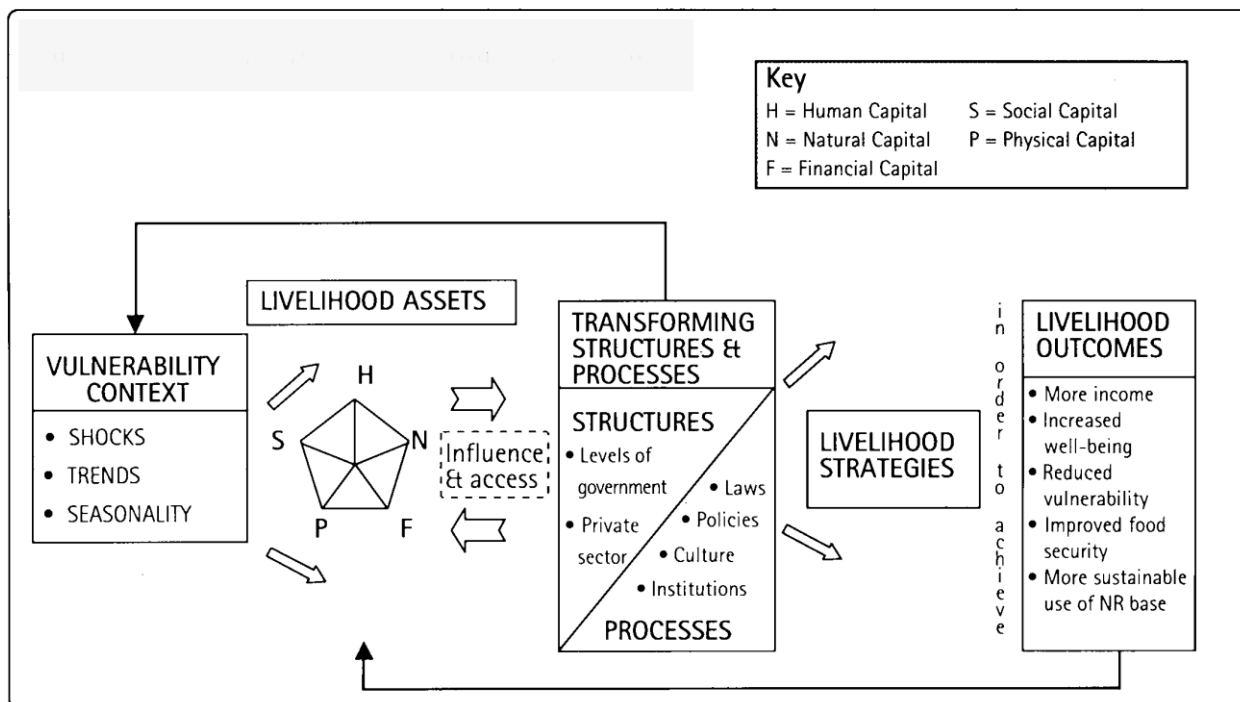 Key
H = Human Capital S = Social Capital
N = Natural Capital P = Physical Capital
F = Financial Capital
LIVELIHOOD ASSETS
VULNERABILITY
CONTEXT
• SHOCKS
• TRENDS
• SEASONALITY
H
S
N
P
F
Influence
& access
TRANSFORMING
STRUCTURES &
PROCESSES
STRUCTURES
• Levels of
government
• Private
sector
• Laws
• Policies
• Culture
• Institutions
PROCESSES
LIVELIHOOD
STRATEGIES
in order to achieve
LIVELIHOOD
OUTCOMES
• More income
• Increased
well-being
• Reduced
vulnerability
• Improved food
security
• More sustainable
use of NR base